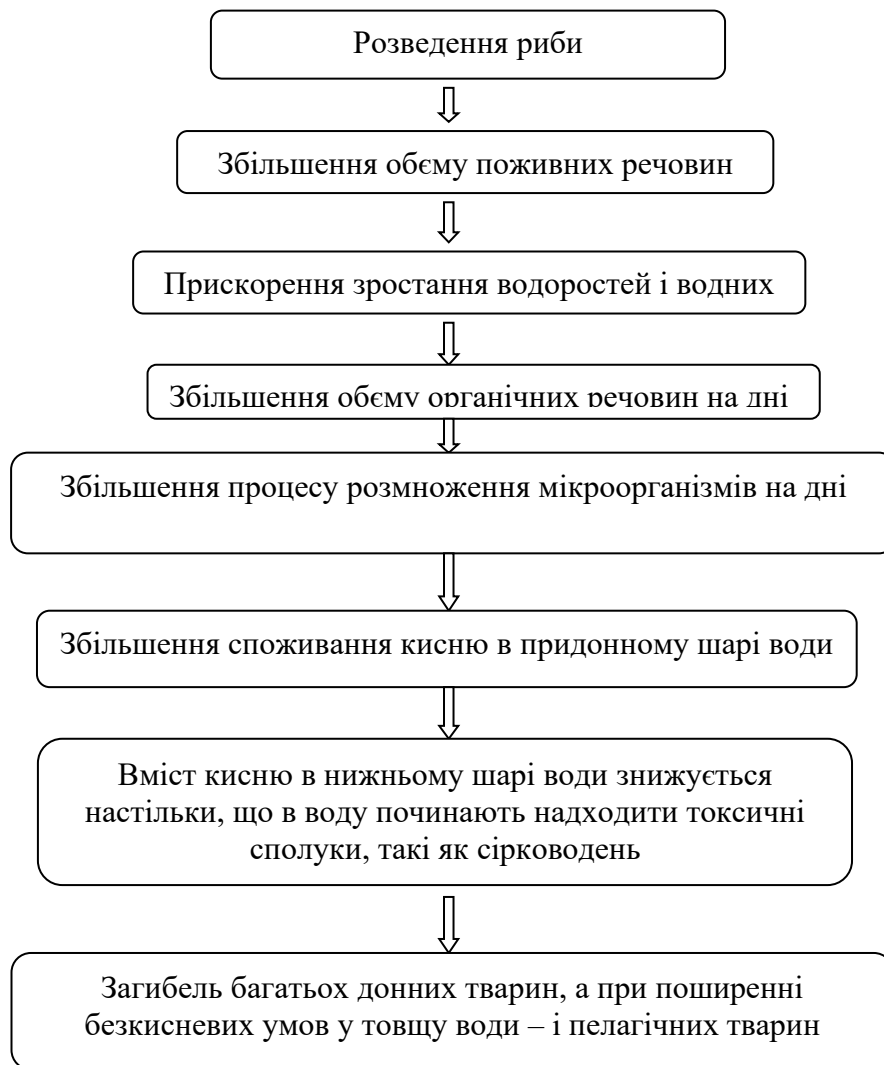 Розведення риби
Збільшення обєму поживних речовин
Прискорення зростання водоростей і водних
Збільшення обєму органічних речовин на дні
Збільшення процесу розмноження мікроорганізмів на дні
Збільшення споживання кисню в придонному шарі води
Вміст кисню в нижньому шарі води знижується
настільки, що в воду починають надходити токсичні
сполуки, такі як сірководень
Загибель багатьох донних тварин, а при поширенні
безкисневих умов у товщу води – і пелагічних тварин